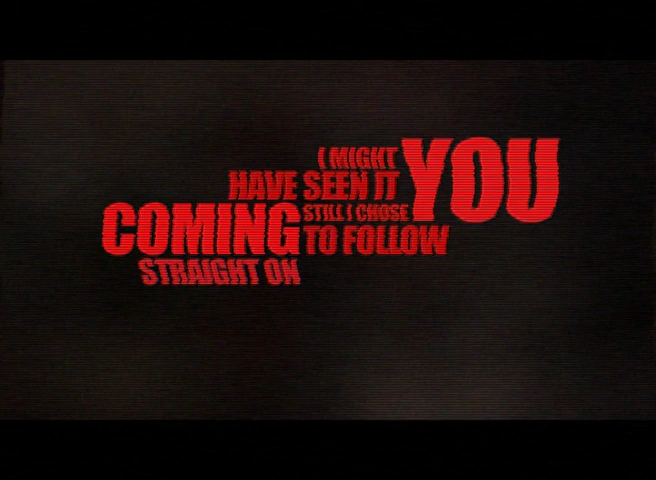 I MIGHT
HAVE SEEN IT
COMING
STRAIGHT ON
STILL I CHOSE
TO FOLLOW
YOU